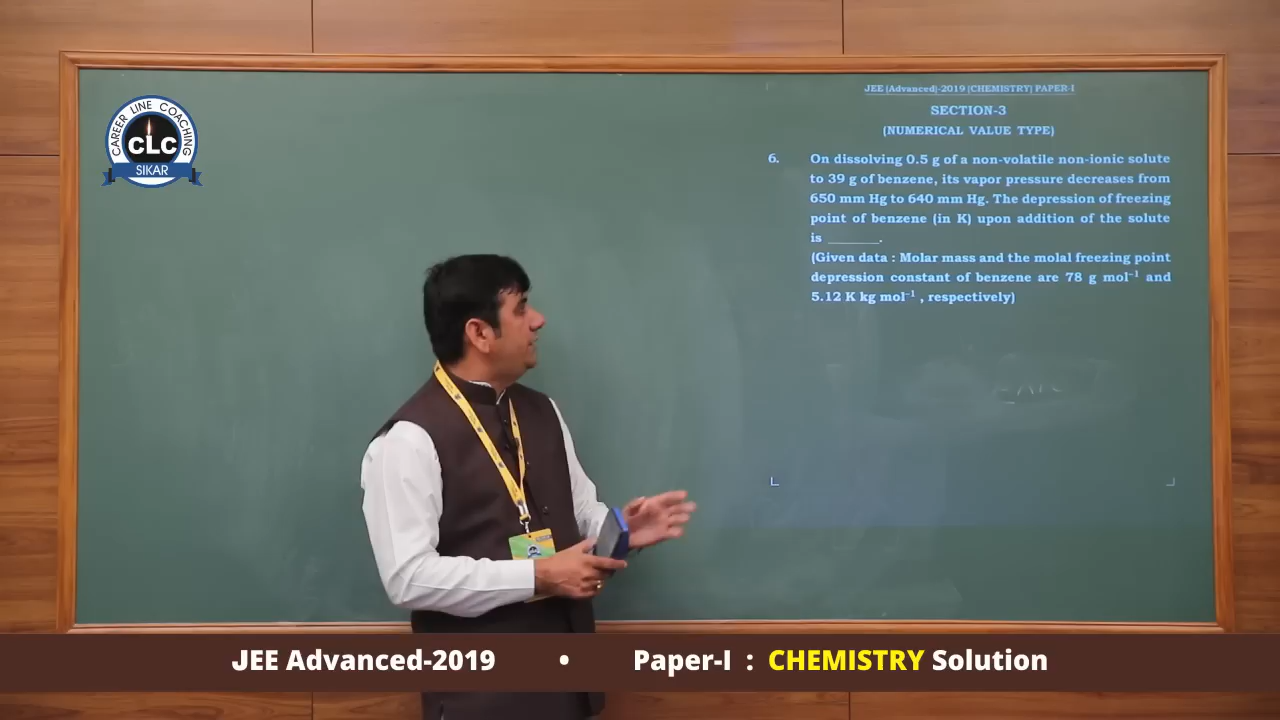 CAREER LINE COACHING
CLC
SIKAR
JEE [Advanced]-2019 [CHEMISTRY] PAPER-I
SECTION-3
(NUMERICAL VALUE TYPE)
6. On dissolving 0.5 g of a non-volatile non-ionic solute
to 39 g of benzene, its vapor pressure decreases from
650 mm Hg to 640 mm Hg. The depression of freezing
point of benzene (in K) upon addition of the solute
is _______.
(Given data : Molar mass and the molal freezing point
depression constant of benzene are 78 g mol⁻¹ and
5.12 K kg mol⁻¹ , respectively)
JEE Advanced-2019 • Paper-I : CHEMISTRY Solution